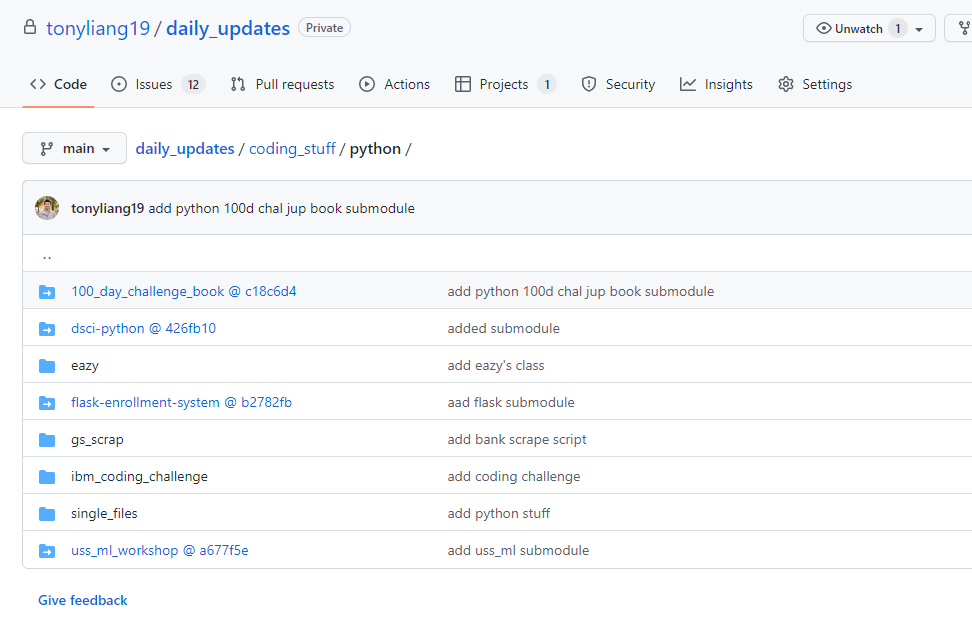 tonyliang19 / daily_updates Private Unwatch 1
Code Issues 12 Pull requests Actions Projects 1 Security Insights Settings
main daily_updates / coding_stuff / python /
tonyliang19 add python 100d chal jup book submodule
..
100_day_challenge_book @ c18c6d4 add python 100d chal jup book submodule
dsci-python @ 426fb10 added submodule
eazy add eazy's class
flask-enrollment-system @ b2782fb aad flask submodule
gs_scrap add bank scrape script
ibm_coding_challenge add coding challenge
single_files add python stuff
uss_ml_workshop @ a677f5e add uss_ml submodule
Give feedback